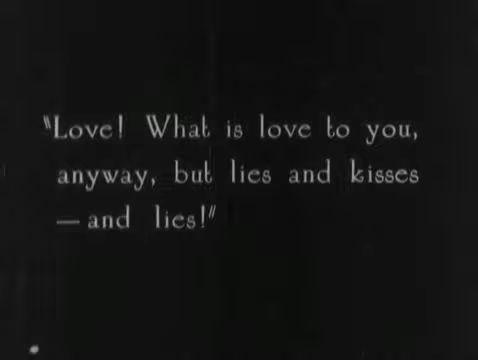 "Love! What is love to you,
anyway, but lies and kisses
— and lies!"